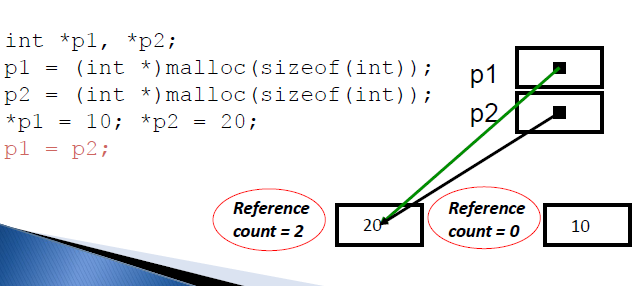 int *p1, *p2;
p1 = (int *)malloc(sizeof(int));
p2 = (int *)malloc(sizeof(int));
*p1 = 10; *p2 = 20;
p1 = p2;
p1
p2
Reference
count = 2
20
Reference
count = 0
10